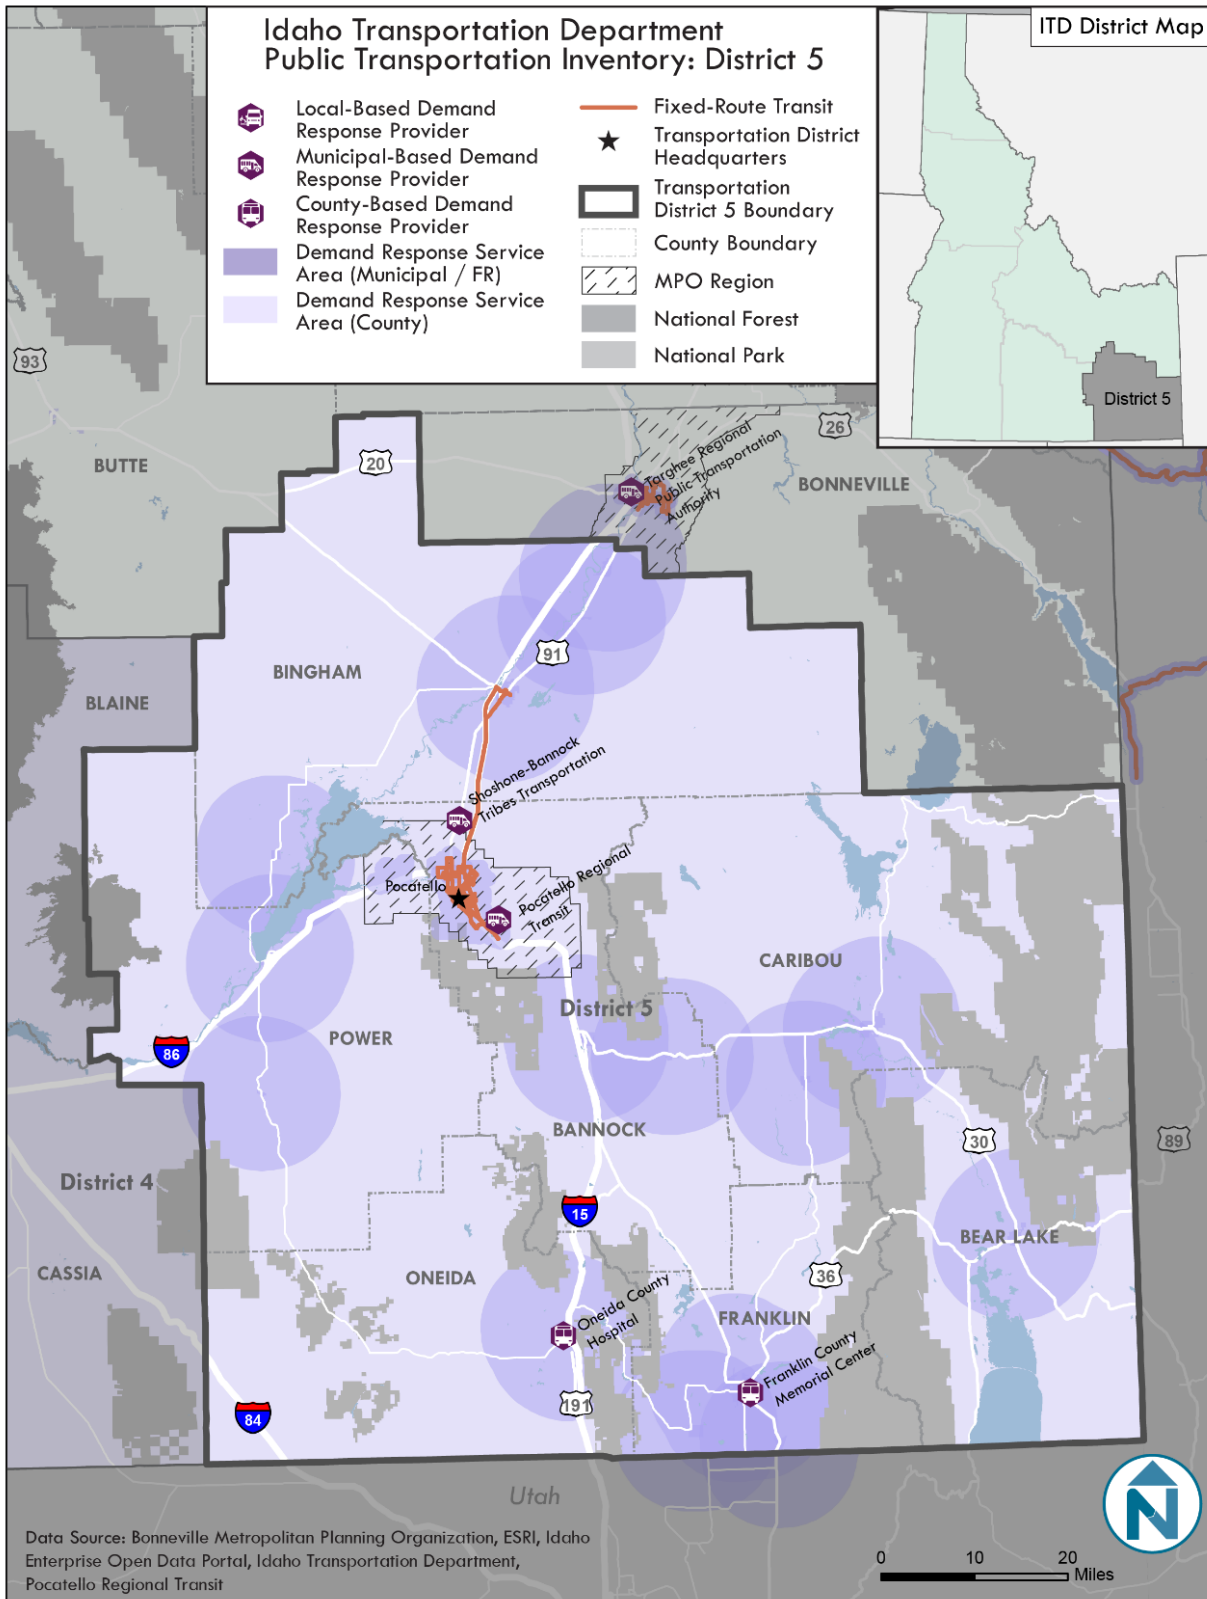 Idaho Transportation Department
Public Transportation Inventory: District 5
Local-Based Demand
Response Provider
Municipal-Based Demand
Response Provider
County-Based Demand
Response Provider
Demand Response Service
Area (Municipal / FR)
Demand Response Service
Area (County)
Fixed-Route Transit
Transportation District
Headquarters
Transportation
District 5 Boundary
County Boundary
MPO Region
National Forest
National Park
ITD District Map
District 5
93
BUTTE
20
26
BONNEVILLE
Targhee Regional
Public Transportation
Authority
91
BINGHAM
BLAINE
Shoshone-Bannock
Tribes Transportation
Pocatello
Pocatello Regional
Transit
CARIBOU
District 5
POWER
86
BANNOCK
30
89
District 4
15
BEAR LAKE
CASSIA
ONEIDA
36
Oneida County
Hospital
FRANKLIN
Franklin County
Memorial Center
191
84
Utah
N
Data Source: Bonneville Metropolitan Planning Organization, ESRI, Idaho
Enterprise Open Data Portal, Idaho Transportation Department,
Pocatello Regional Transit
0 10 20
Miles